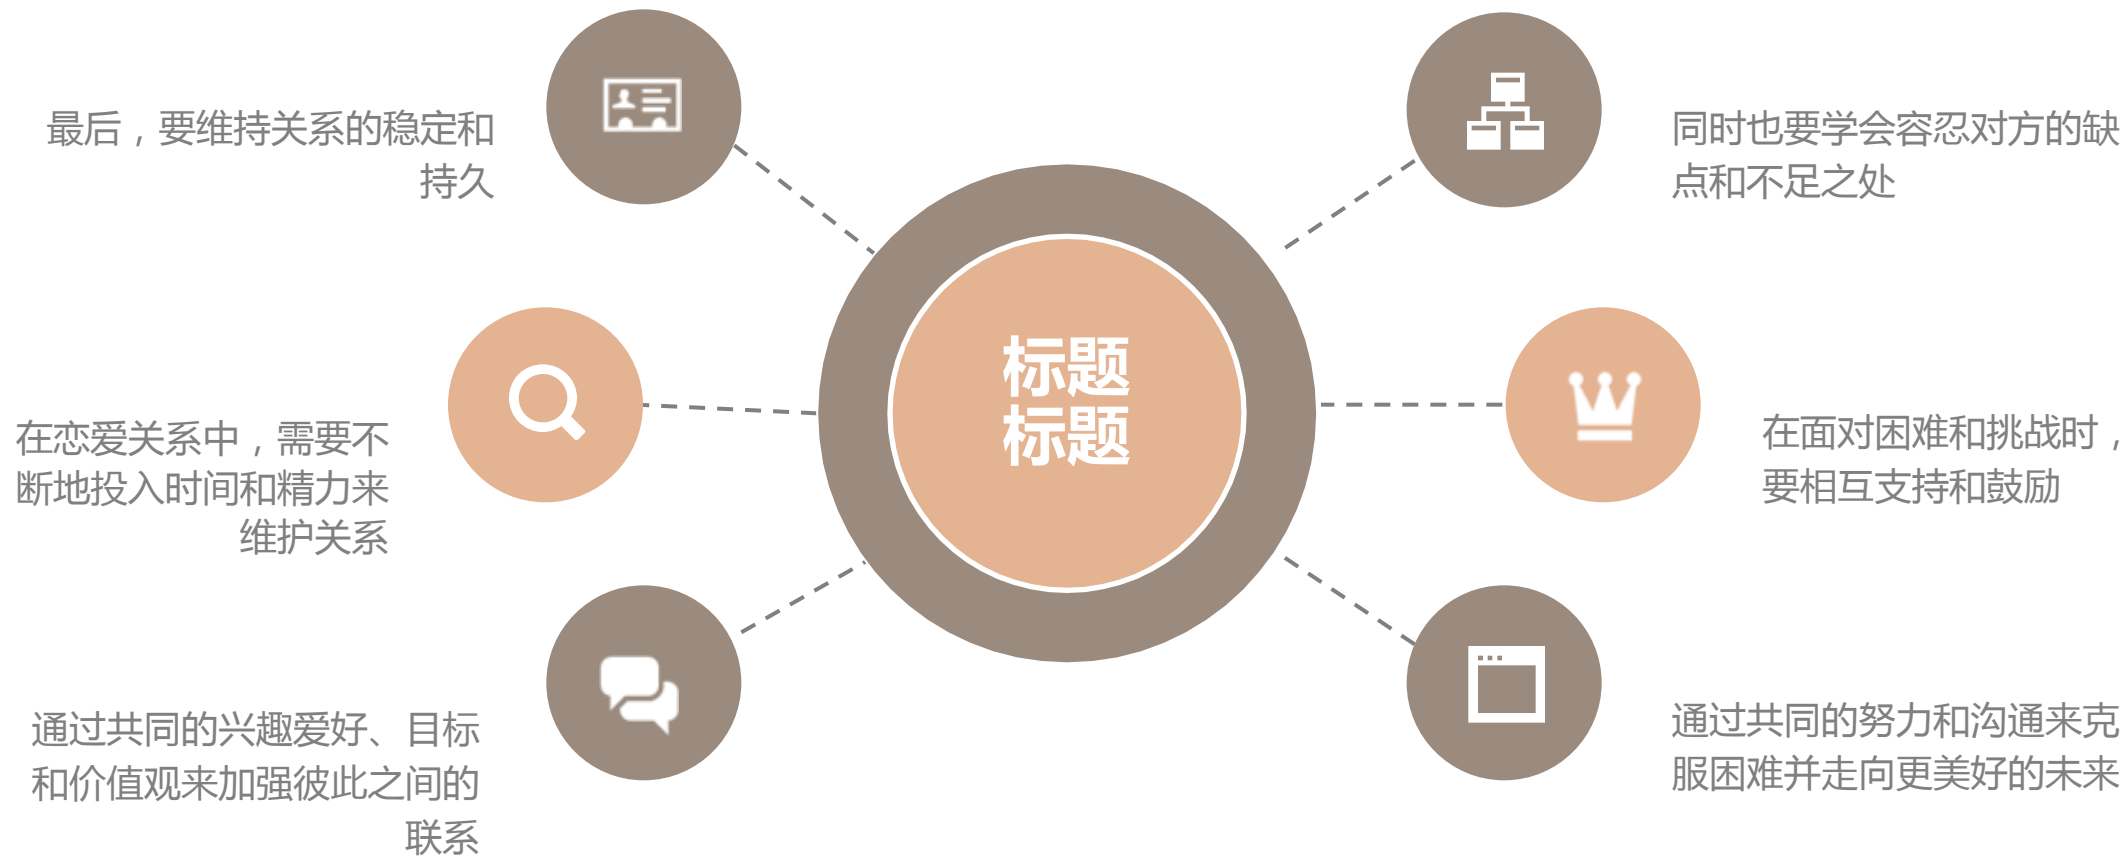 最后，要维持关系的稳定和
持久
在恋爱关系中，需要不
断地投入时间和精力来
维护关系
通过共同的兴趣爱好、目标
和价值观来加强彼此之间的
联系
标题
标题
同时也要学会容忍对方的缺
点和不足之处
在面对困难和挑战时，
要相互支持和鼓励
通过共同的努力和沟通来克
服困难并走向更美好的未来